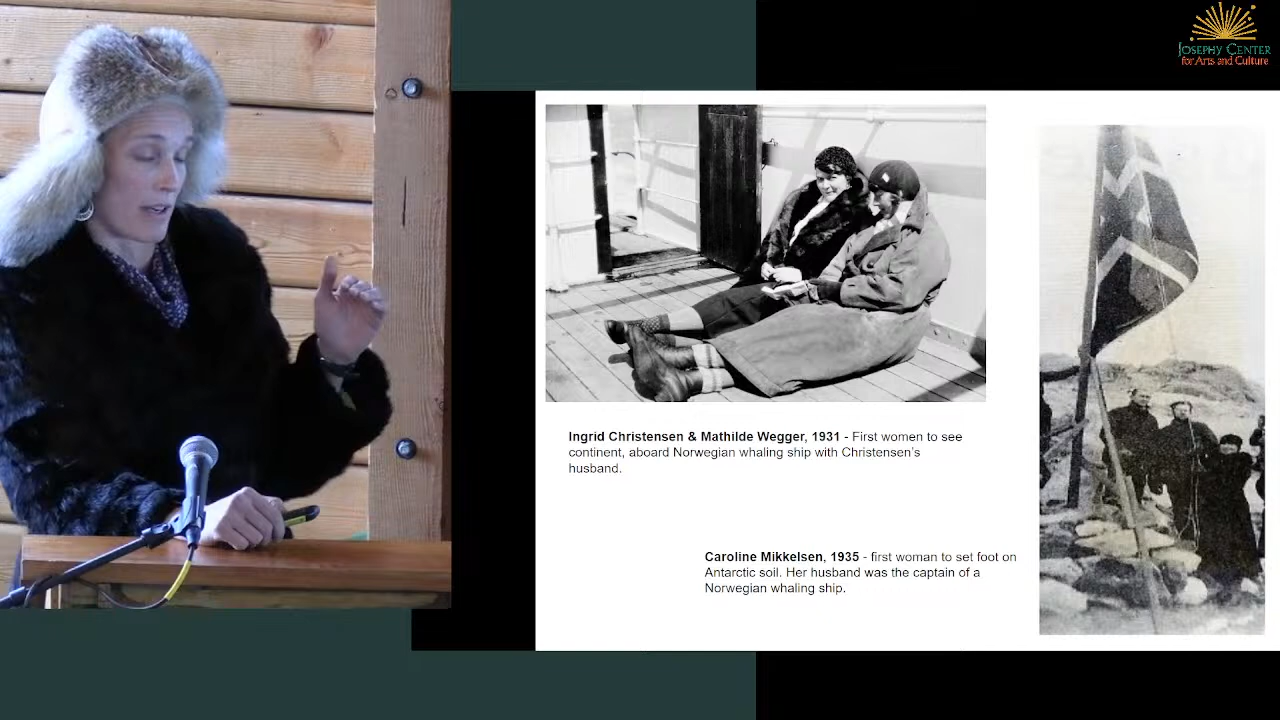 JOSEPHY CENTER
for Arts and Culture
Ingrid Christensen & Mathilde Wegger, 1931 - First women to see
continent, aboard Norwegian whaling ship with Christensen's
husband.
Caroline Mikkelsen, 1935 - first woman to set foot on
Antarctic soil. Her husband was the captain of a
Norwegian whaling ship.